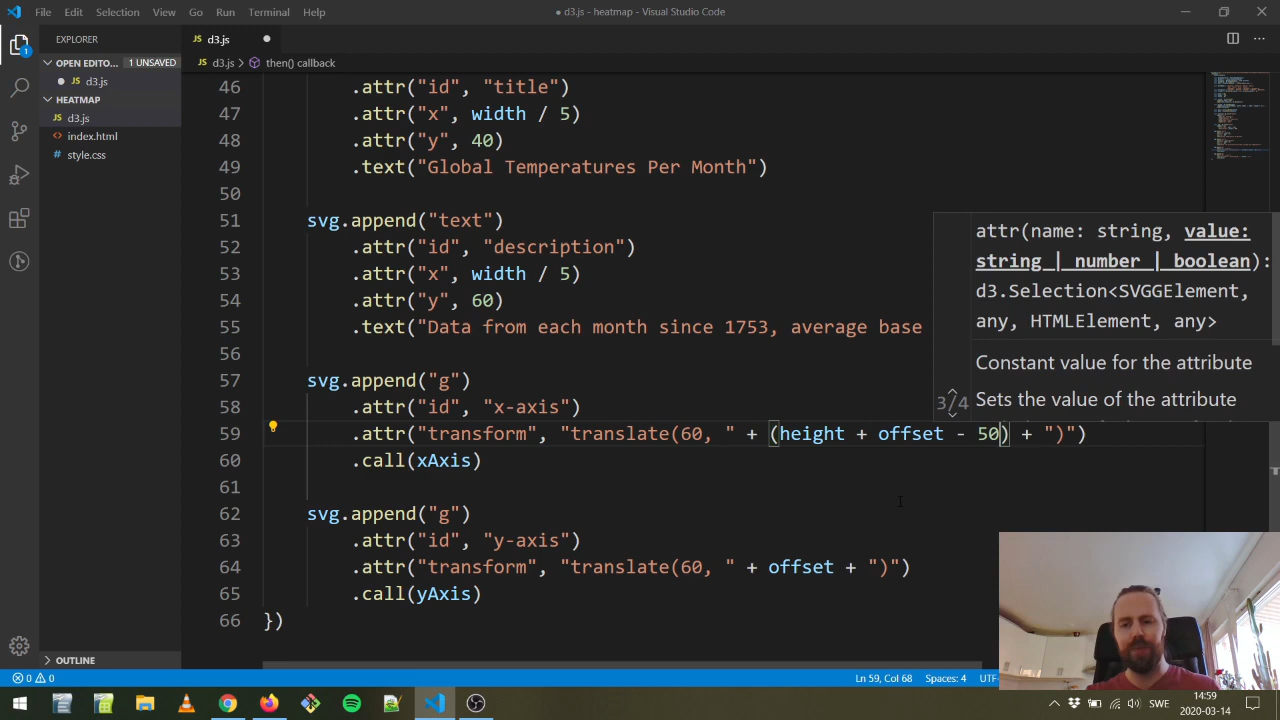 File Edit Selection View Go Run Terminal Help
● d3.js - heatmap - Visual Studio Code
EXPLORER
JS d3.js ●
OPEN EDITO... 1 UNSAVED
JS d3.js > then() callback
● JS d3.js
HEATMAP
JS d3.js
<> index.html
# style.css
46 .attr("id", "title")
47 .attr("x", width / 5)
48 .attr("y", 40)
49 .text("Global Temperatures Per Month")
50
51 svg.append("text")
52 .attr("id", "description")
53 .attr("x", width / 5)
54 .attr("y", 60)
55 .text("Data from each month since 1753, average base
56
57 svg.append("g")
58 .attr("id", "x-axis")
59 .attr("transform", "translate(60, " + (height + offset - 50) + ")")
60 .call(xAxis)
61
62 svg.append("g")
63 .attr("id", "y-axis")
64 .attr("transform", "translate(60, " + offset + ")")
65 .call(yAxis)
66 })
attr(name: string, value:
string | number | boolean):
d3.Selection<SVGGElement,
any, HTMLElement, any>
Constant value for the attribute
3/4 Sets the value of the attribute
OUTLINE
0 0 Ln 59, Col 68 Spaces: 4 UTF-
SWE
14:59
2020-03-14